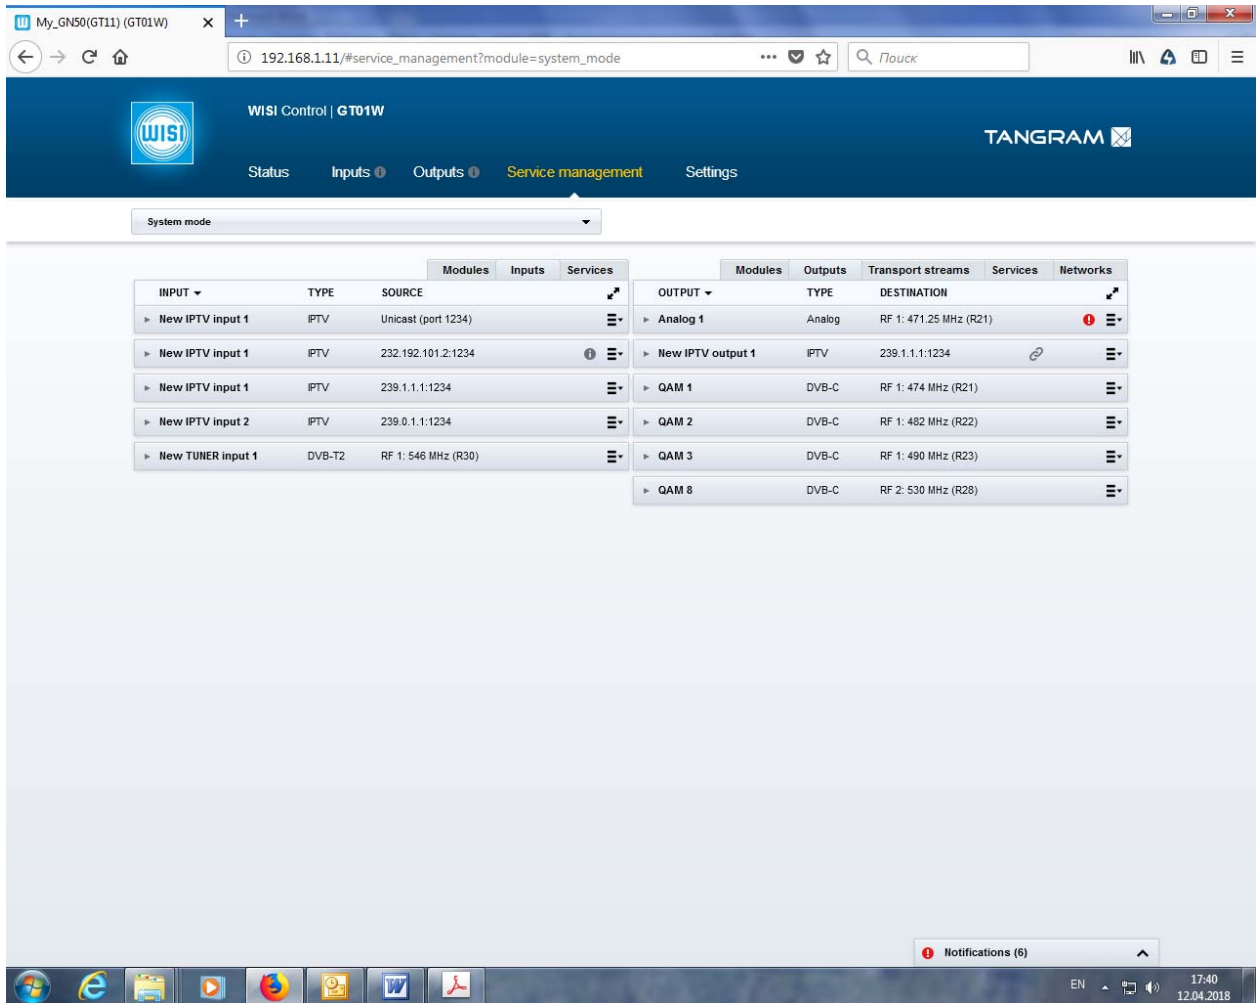 My_GN50(GT11) (GT01W)
192.168.1.11/#service_management?module=system_mode
Поиск
WISI
WISI Control | GT01W
TANGRAM
Status Inputs Outputs Service management Settings
System mode
Modules Inputs Services
INPUT TYPE SOURCE
New IPTV input 1 IPTV Unicast (port 1234)
New IPTV input 1 IPTV 232.192.101.2:1234
New IPTV input 1 IPTV 239.1.1.1:1234
New IPTV input 2 IPTV 239.0.1.1:1234
New TUNER input 1 DVB-T2 RF 1: 546 MHz (R30)
Modules Outputs Transport streams Services Networks
OUTPUT TYPE DESTINATION
Analog 1 Analog RF 1: 471.25 MHz (R21)
New IPTV output 1 IPTV 239.1.1.1:1234
QAM 1 DVB-C RF 1: 474 MHz (R21)
QAM 2 DVB-C RF 1: 482 MHz (R22)
QAM 3 DVB-C RF 1: 490 MHz (R23)
QAM 8 DVB-C RF 2: 530 MHz (R28)
Notifications (6)
EN
17:40
12.04.2018